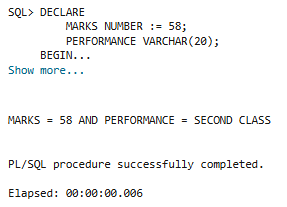 SQL> DECLARE
MARKS NUMBER := 58;
PERFORMANCE VARCHAR(20);
BEGIN...
Show more...
MARKS = 58 AND PERFORMANCE = SECOND CLASS
PL/SQL procedure successfully completed.
Elapsed: 00:00:00.006